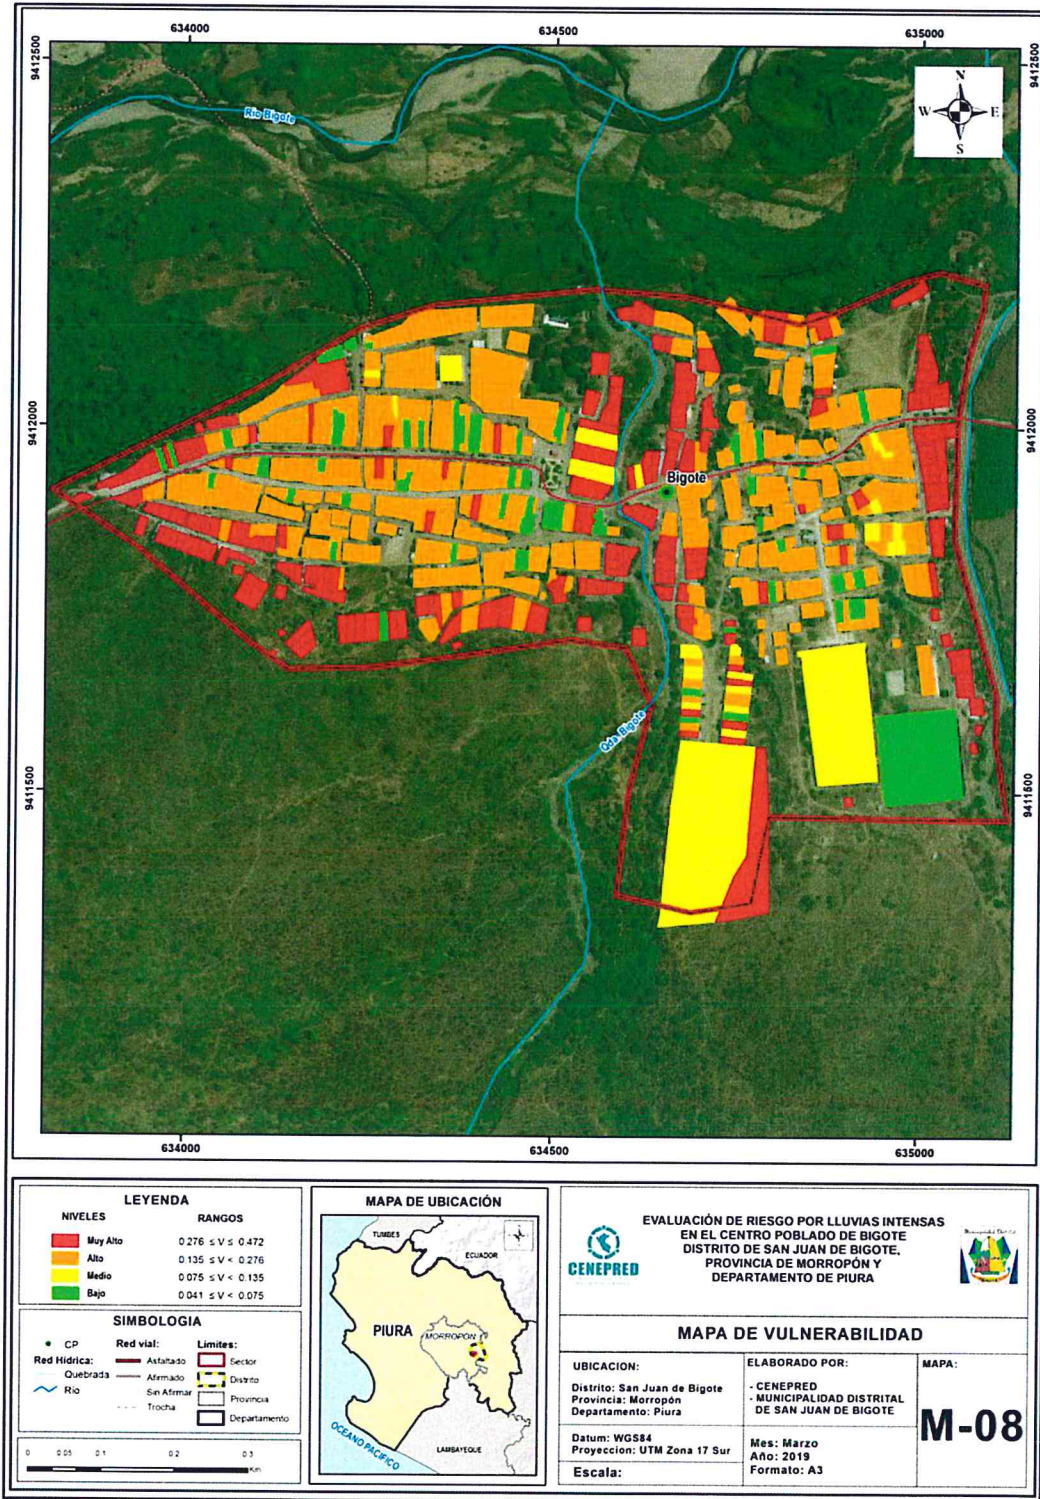 634000
634500
635000
9412500
9412500
N
W E
S
Río Bigote
9412000
9412000
Bigote
Qda Bigote
9411500
9411500
634000
634500
635000
LEYENDA
NIVELES RANGOS
Muy Alto 0.276 ≤ V ≤ 0.472
Alto 0.135 ≤ V < 0.276
Medio 0.075 ≤ V < 0.135
Bajo 0.041 ≤ V < 0.075
SIMBOLOGIA
CP
Red Hídrica:
Quebrada
Rio
Red vial:
Asfaltado
Afirmado
Sin Afirmar
Trocha
Límites:
Sector
Distrito
Provincia
Departamento
0 0.05 0.1 0.2 0.3
Km
MAPA DE UBICACIÓN
TUMBES
ECUADOR
PIURA
MORROPON
OCEANO PACIFICO
LAMBAYEQUE
CENEPRED
EVALUACIÓN DE RIESGO POR LLUVIAS INTENSAS
EN EL CENTRO POBLADO DE BIGOTE
DISTRITO DE SAN JUAN DE BIGOTE,
PROVINCIA DE MORROPÓN Y
DEPARTAMENTO DE PIURA
MAPA DE VULNERABILIDAD
UBICACION:
Distrito: San Juan de Bigote
Provincia: Morropón
Departamento: Piura
Datum: WGS84
Proyeccion: UTM Zona 17 Sur
Escala:
ELABORADO POR:
- CENEPRED
- MUNICIPALIDAD DISTRITAL
DE SAN JUAN DE BIGOTE
Mes: Marzo
Año: 2019
Formato: A3
MAPA:
M-08